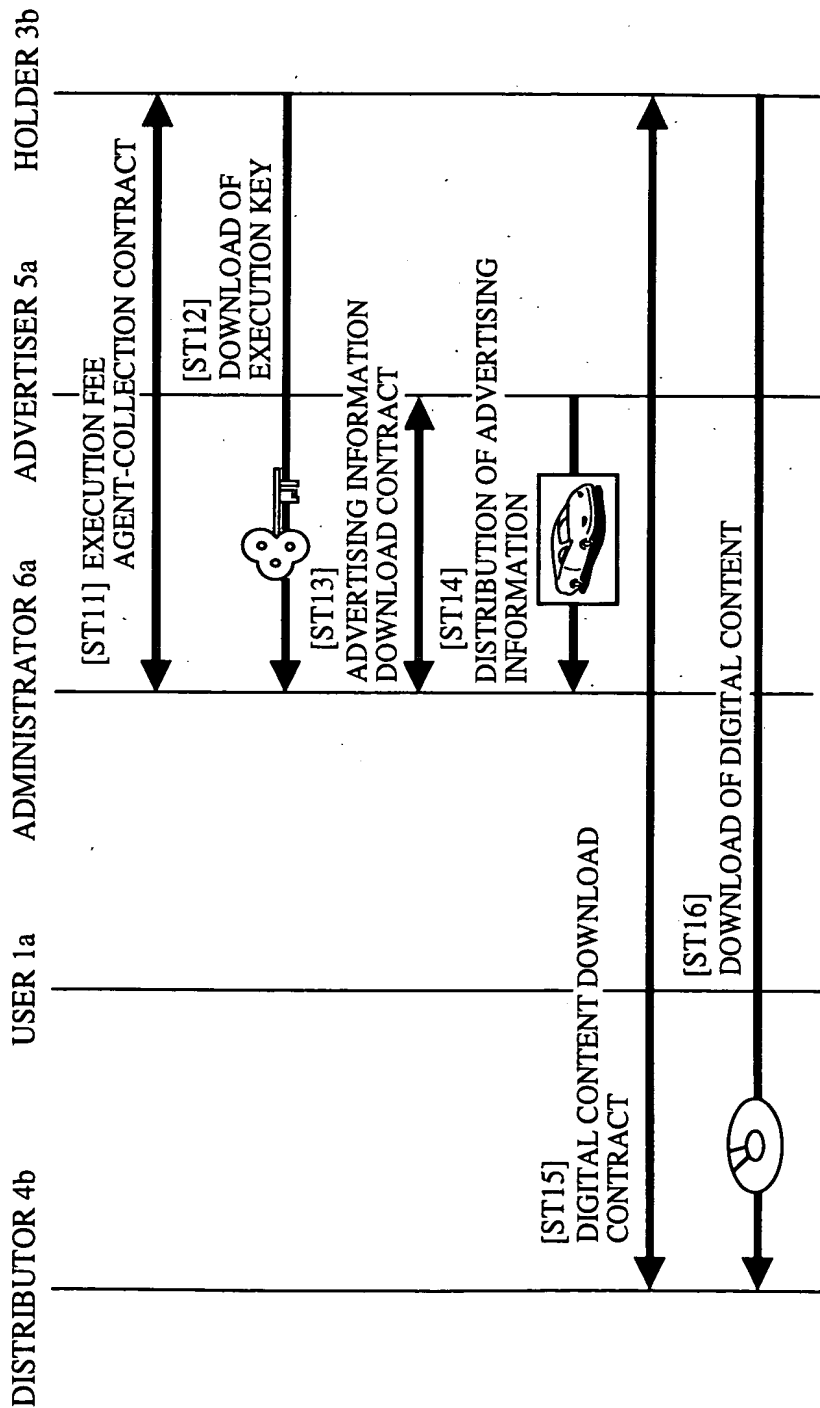 DISTRIBUTOR 4b
USER 1a
ADMINISTRATOR 6a
ADVERTISER 5a
HOLDER 3b
[ST11] EXECUTION FEE
AGENT-COLLECTION CONTRACT
[ST12]
DOWNLOAD OF
EXECUTION KEY
[ST13]
ADVERTISING INFORMATION
DOWNLOAD CONTRACT
[ST14]
DISTRIBUTION OF ADVERTISING
INFORMATION
[ST15]
DIGITAL CONTENT DOWNLOAD
CONTRACT
[ST16]
DOWNLOAD OF DIGITAL CONTENT